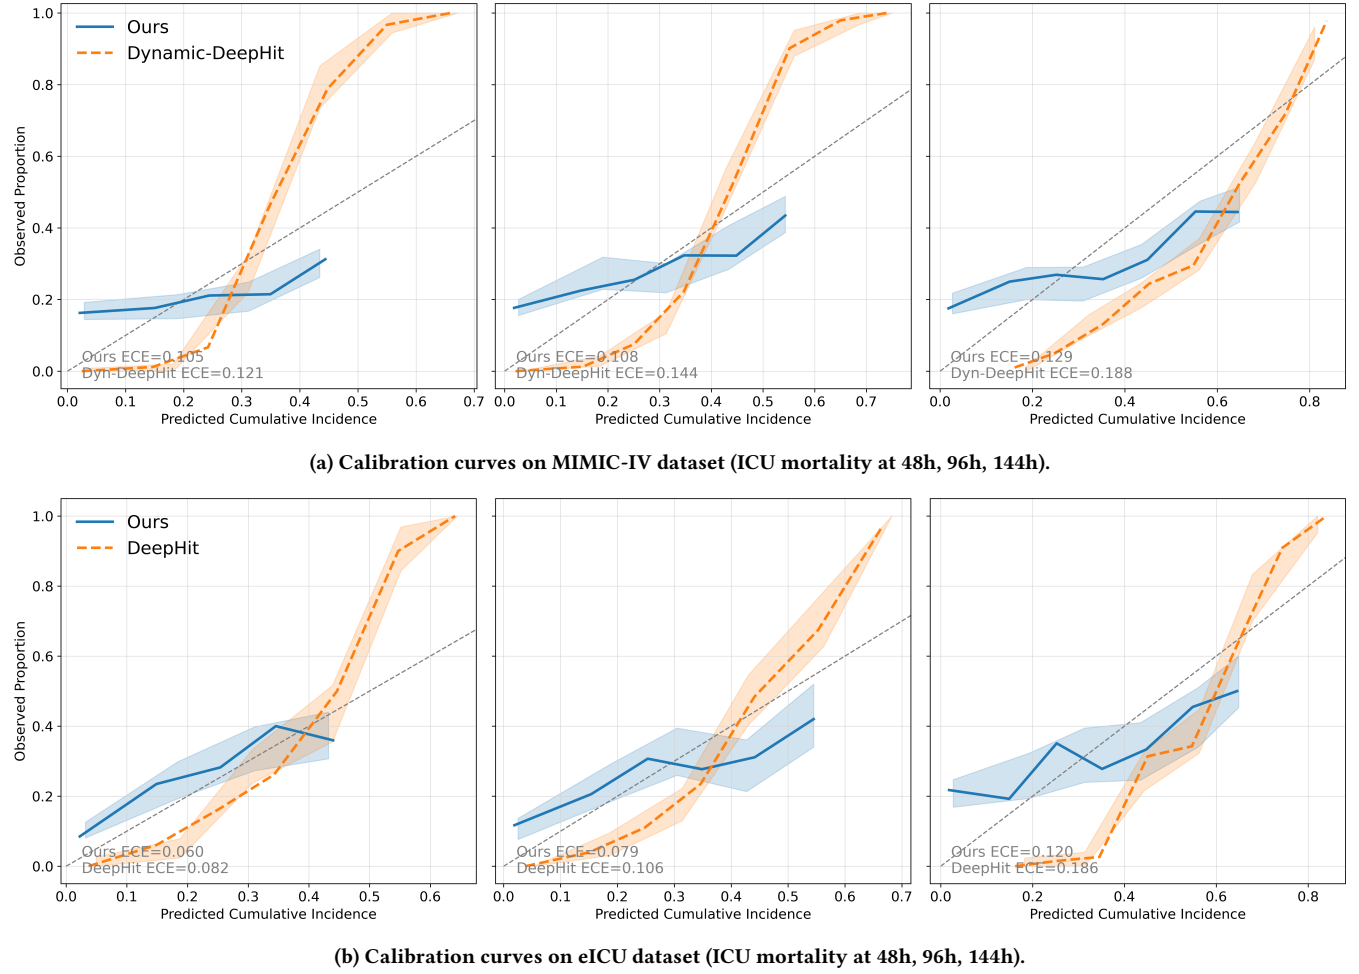 1.0
0.8
0.6
0.4
0.2
0.0
Observed Proportion
Ours
Dynamic-DeepHit
Ours ECE=0.105
Dyn-DeepHit ECE=0.121
0.0 0.1 0.2 0.3 0.4 0.5 0.6 0.7
Predicted Cumulative Incidence
Ours ECE=0.108
Dyn-DeepHit ECE=0.144
0.0 0.1 0.2 0.3 0.4 0.5 0.6 0.7
Predicted Cumulative Incidence
Ours ECE=0.129
Dyn-DeepHit ECE=0.188
0.0 0.2 0.4 0.6 0.8
Predicted Cumulative Incidence
(a) Calibration curves on MIMIC-IV dataset (ICU mortality at 48h, 96h, 144h).
1.0
0.8
0.6
0.4
0.2
0.0
Observed Proportion
Ours
DeepHit
Ours ECE=0.060
DeepHit ECE=0.082
0.0 0.1 0.2 0.3 0.4 0.5 0.6
Predicted Cumulative Incidence
Ours ECE=0.079
DeepHit ECE=0.106
0.0 0.1 0.2 0.3 0.4 0.5 0.6 0.7
Predicted Cumulative Incidence
Ours ECE=0.120
DeepHit ECE=0.186
0.0 0.2 0.4 0.6 0.8
Predicted Cumulative Incidence
(b) Calibration curves on eICU dataset (ICU mortality at 48h, 96h, 144h).